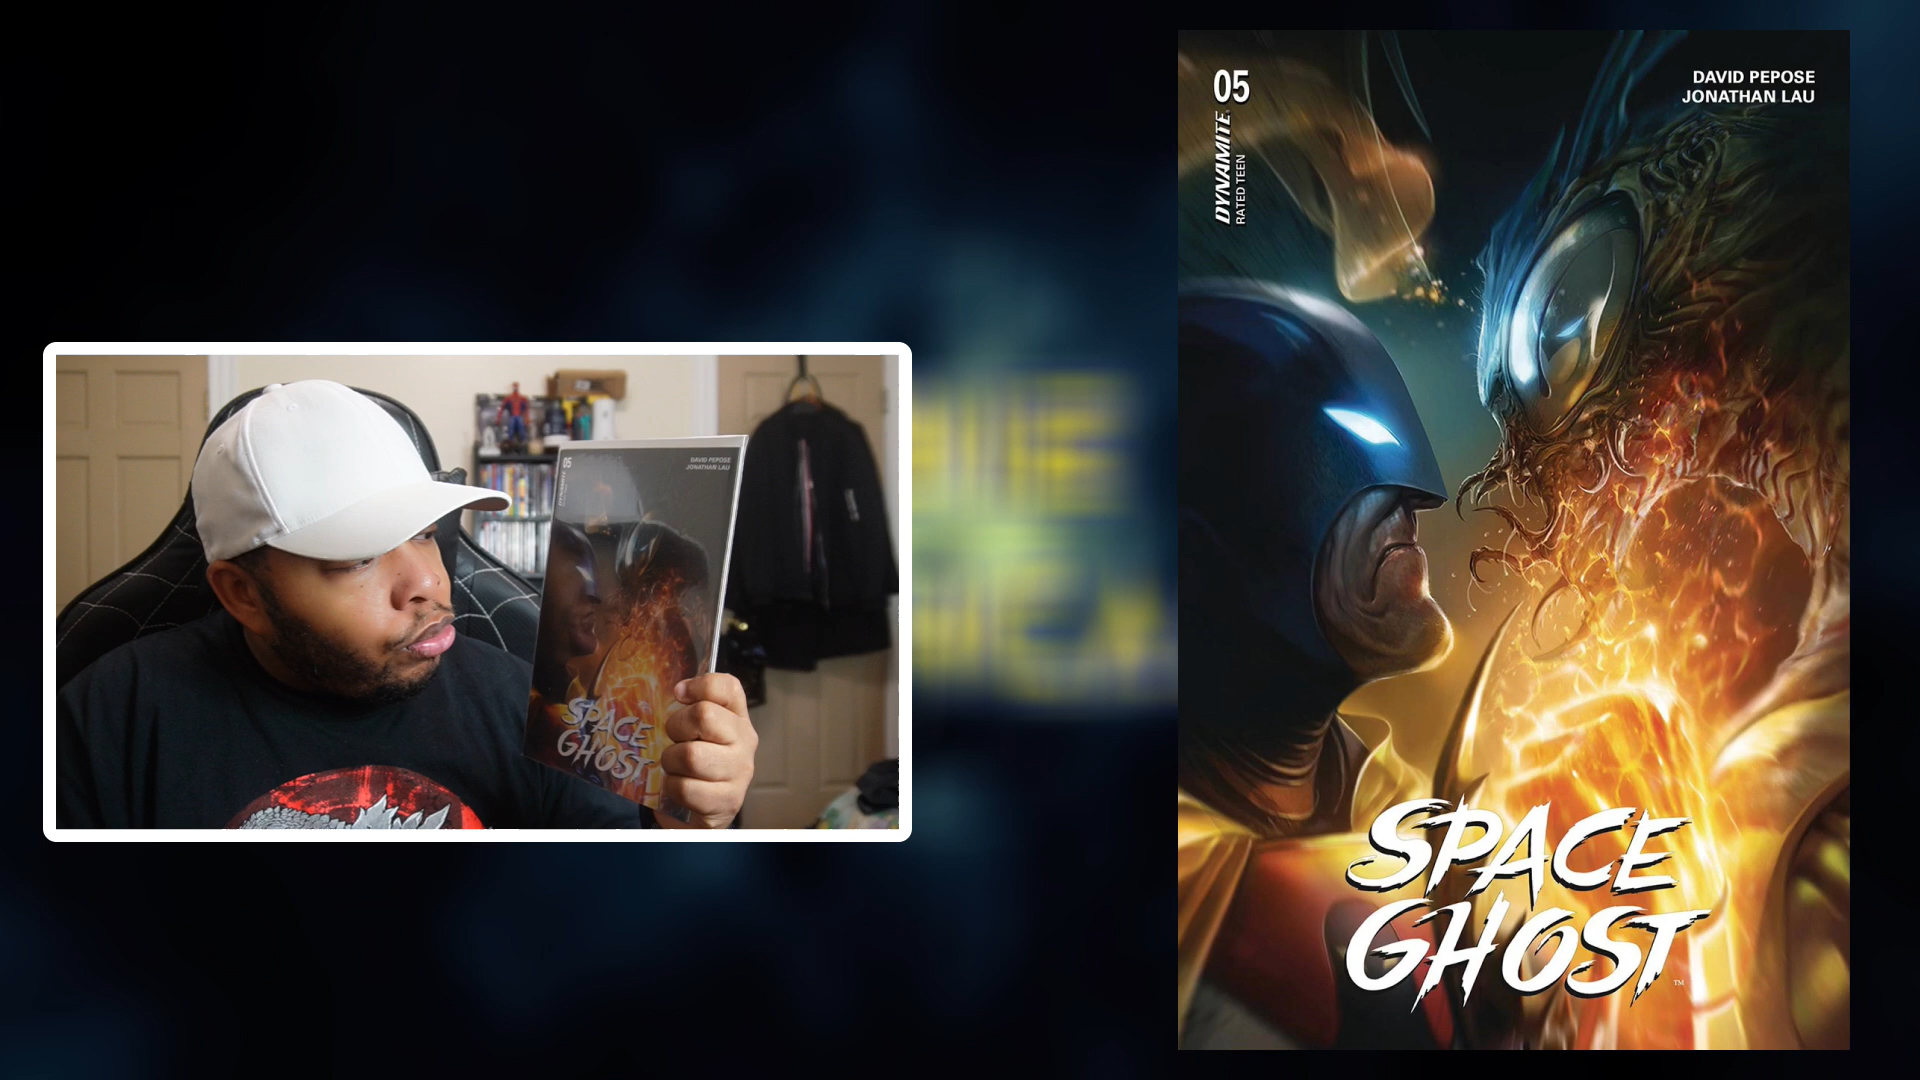 05
DYNAMITE
RATED TEEN
DAVID PEPOSE
JONATHAN LAU
SPACE
GHOST
TM
05
DAVID PEPOSE
JONATHAN LAU
SPACE
GHOST